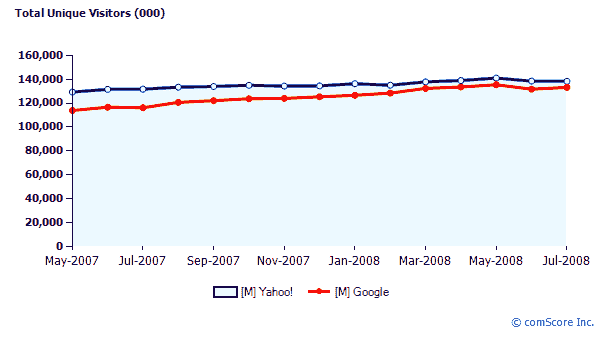 Total Unique Visitors (000)
160,000
140,000
120,000
100,000
80,000
60,000
40,000
20,000
0
May-2007 Jul-2007 Sep-2007 Nov-2007 Jan-2008 Mar-2008 May-2008 Jul-2008
[M] Yahoo! [M] Google
© comScore Inc.